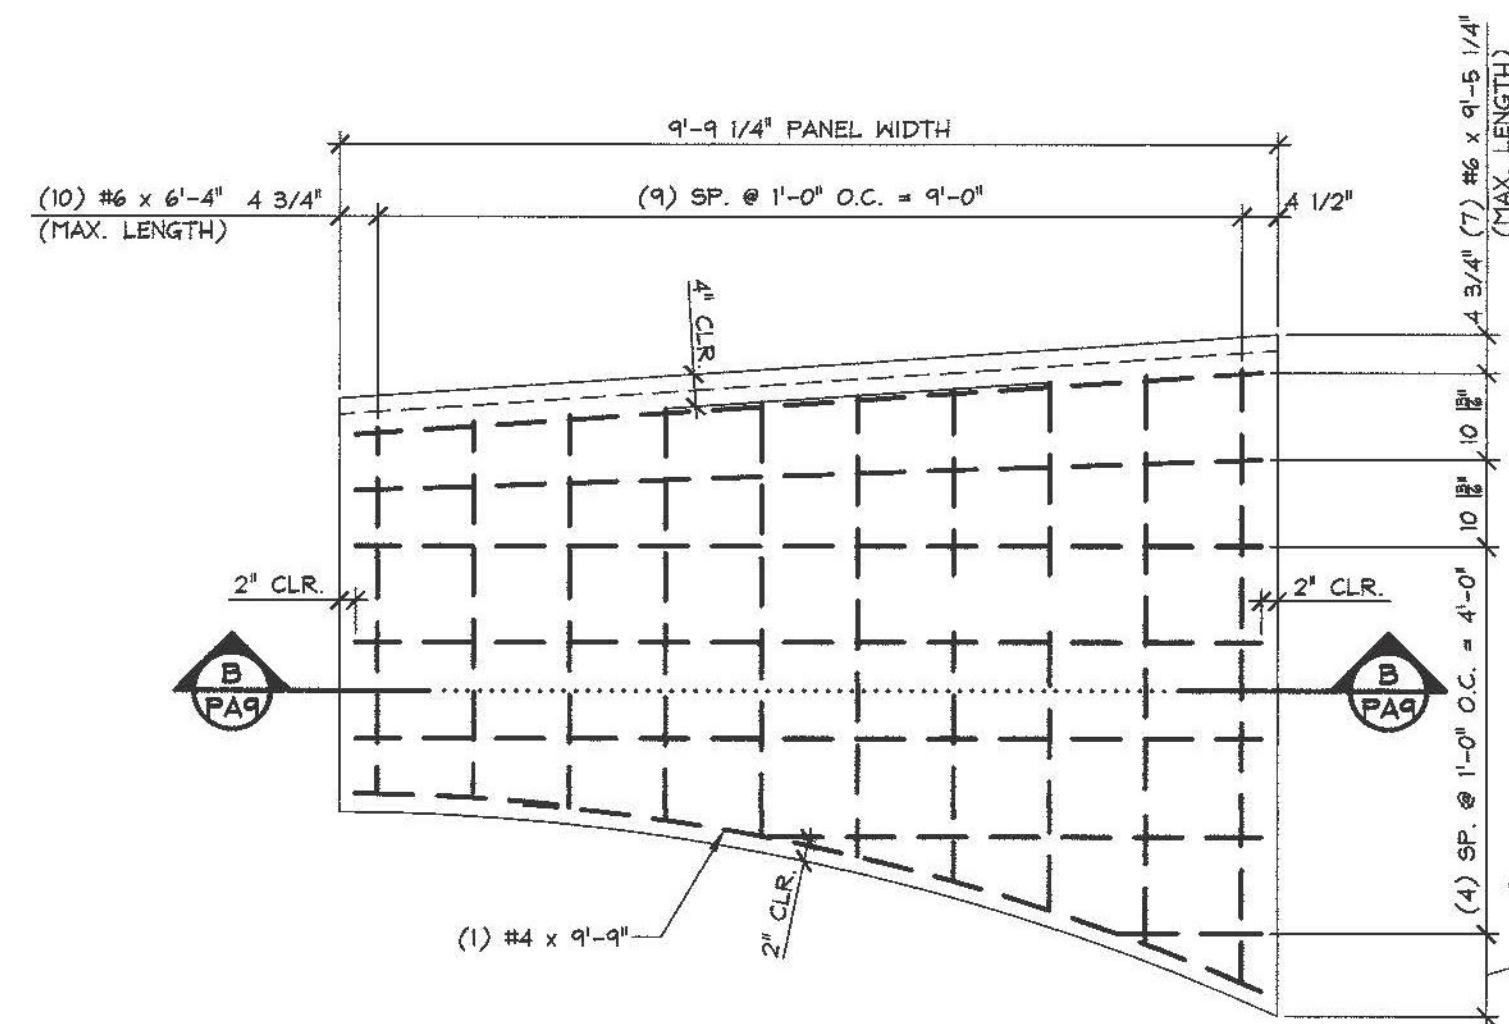 9'-9 1/4" PANEL WIDTH
(10) #6 x 6'-4" 4 3/4"
(MAX. LENGTH)
(9) SP. @ 1'-0" O.C. = 9'-0"
4 1/2"
4 3/4" (7) #6 x 9'-5 1/4"
(MAX. LENGTH)
4" CLR.
10
10
2" CLR.
2" CLR.
B
PA9
B
PA9
(4) SP. @ 1'-0" O.C. = 4'-0"
(1) #4 x 9'-9"
2" CLR.